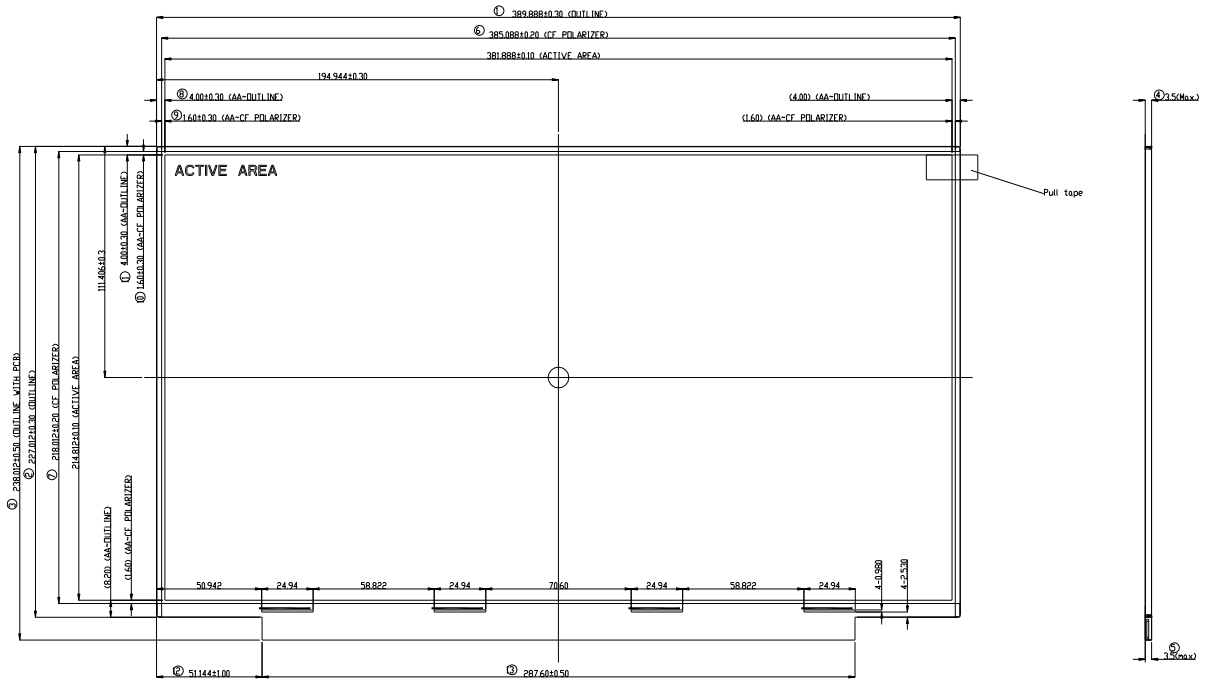 ① 389.888±0.30 (OUTLINE)
⑥ 385.088±0.20 (CF POLARIZER)
381.888±0.10 (ACTIVE AREA)
194.944±0.30
⑧ 4.00±0.30 (AA-OUTLINE)
(4.00) (AA-OUTLINE)
④ 3.5(Max.)
⑨ 1.60±0.30 (AA-CF POLARIZER)
(1.60) (AA-CF POLARIZER)
ACTIVE AREA
Pull tape
③ 238.012±0.50 (OUTLINE WITH PCB)
② 227.012±0.30 (OUTLINE)
⑦ 218.012±0.20 (CF POLARIZER)
214.812±0.10 (ACTIVE AREA)
111.406±0.3
⑪ 4.00±0.30 (AA-OUTLINE)
⑩ 1.60±0.30 (AA-CF POLARIZER)
(8.20) (AA-OUTLINE)
(1.60) (AA-CF POLARIZER)
50.942
24.94
58.822
24.94
70.60
24.94
58.822
24.94
4-0.980
4-2.530
⑫ 51.144±1.00
⑬ 287.60±0.50
⑤
3.5(max)